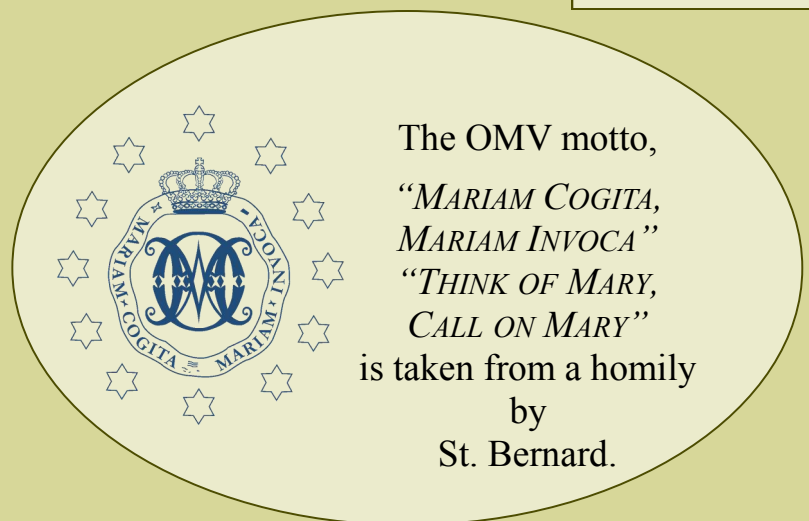 MARIAM COGITA MARIAM INVOCA
The OMV motto,
“MARIAM COGITA,
MARIAM INVOCA”
“THINK OF MARY,
CALL ON MARY”
is taken from a homily
by
St. Bernard.